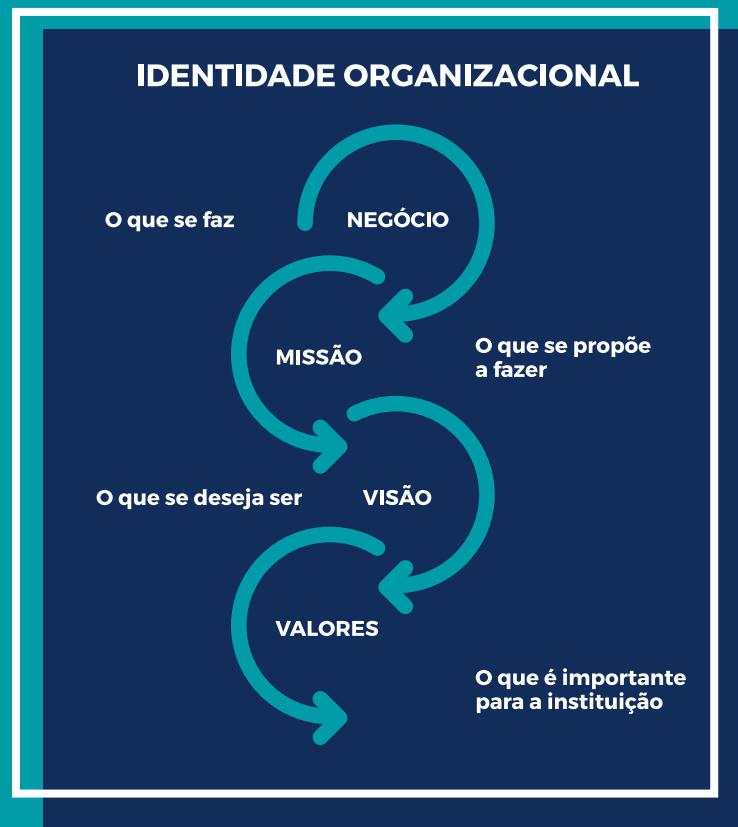 IDENTIDADE ORGANIZACIONAL
O que se faz
NEGÓCIO
MISSÃO
O que se propõe
a fazer
O que se deseja ser
VISÃO
VALORES
O que é importante
para a instituição